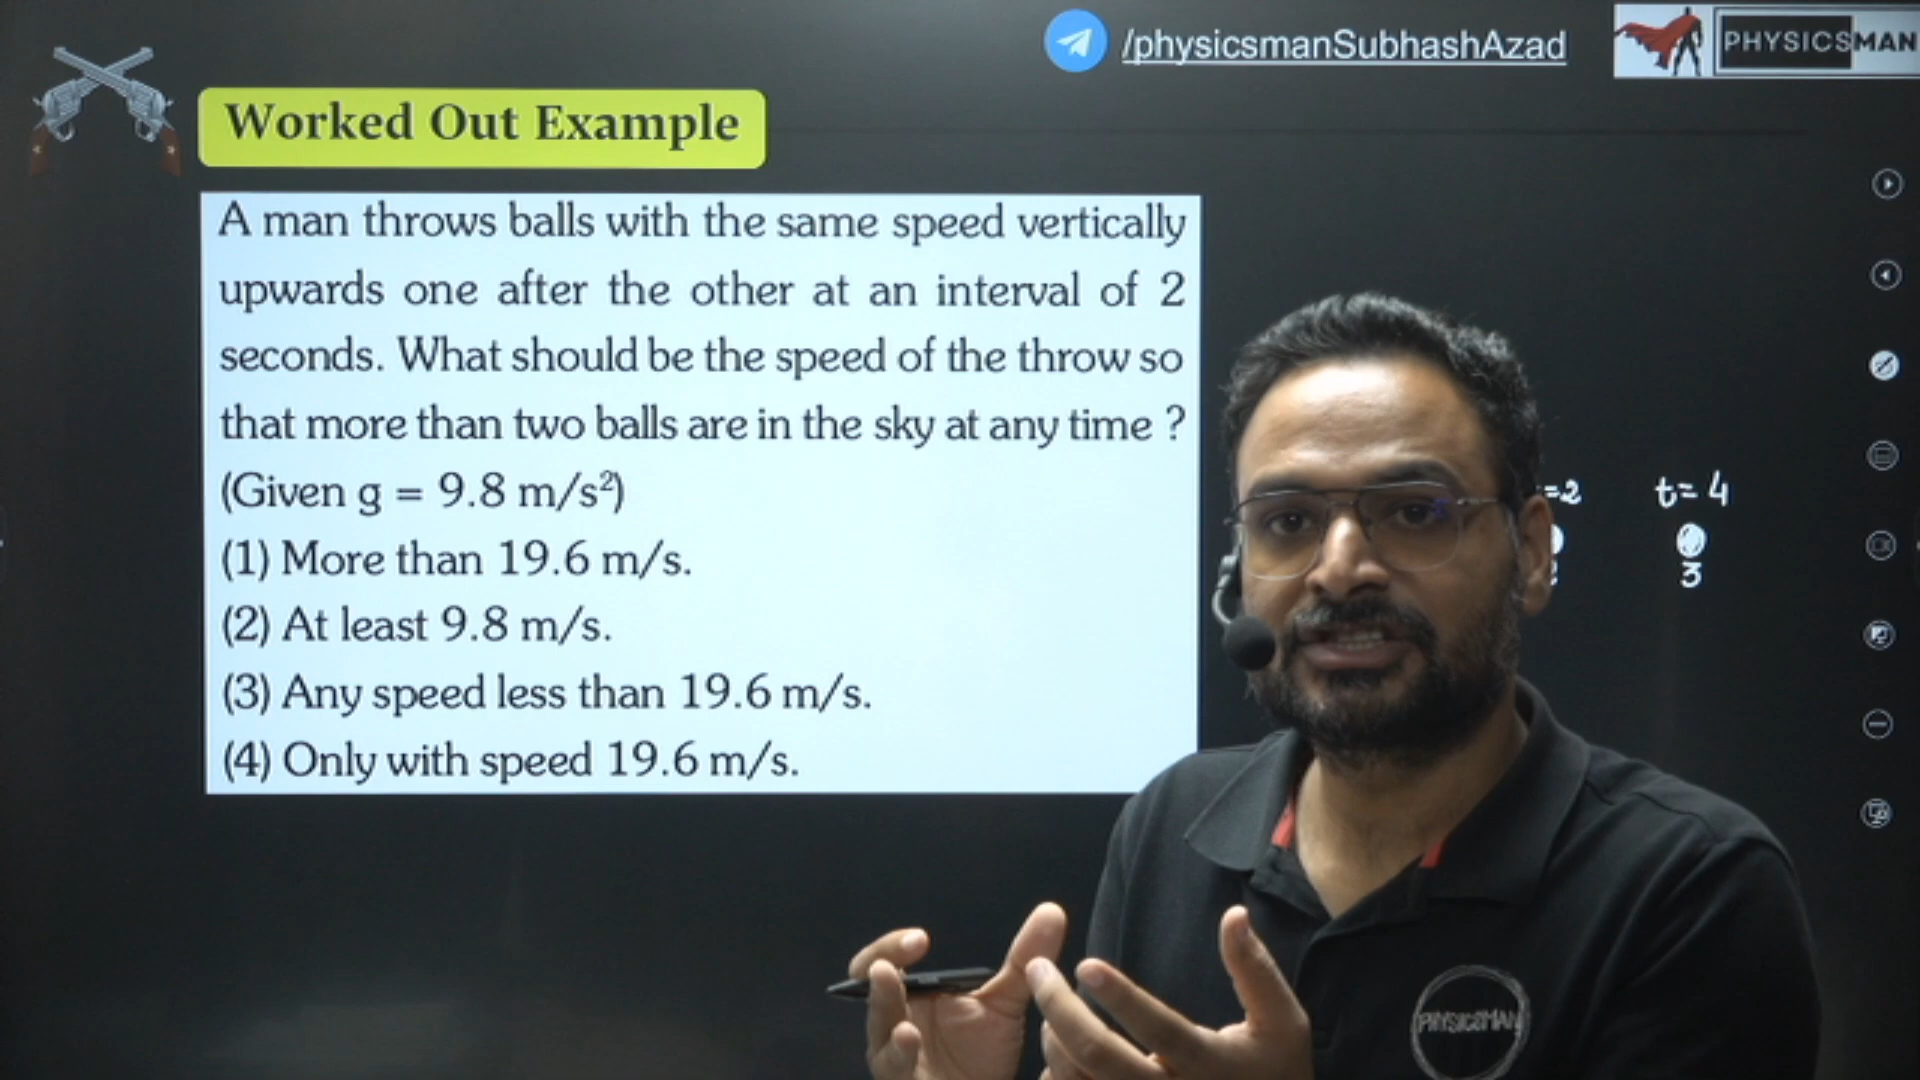 /physicsmanSubhashAzad
PHYSICSMAN
Worked Out Example
A man throws balls with the same speed vertically
upwards one after the other at an interval of 2
seconds. What should be the speed of the throw so
that more than two balls are in the sky at any time ?
(Given g = 9.8 m/s²)
(1) More than 19.6 m/s.
(2) At least 9.8 m/s.
(3) Any speed less than 19.6 m/s.
(4) Only with speed 19.6 m/s.
=2 t= 4
3
PHYSICSMAN